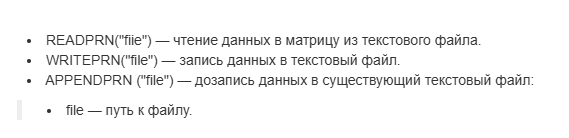 • READPRN("fiie") — чтение данных в матрицу из текстового файла.
• WRITEPRN("file") — запись данных в текстовый файл.
• APPENDPRN ("file") — дозапись данных в существующий текстовый файл:
• file — путь к файлу.